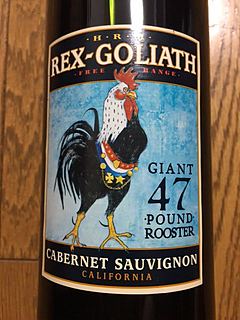 ·H·R·M·
REX-GOLIATH
·FREE RANGE·
GIANT
47
·POUND·
ROOSTER
CABERNET SAUVIGNON
CALIFORNIA